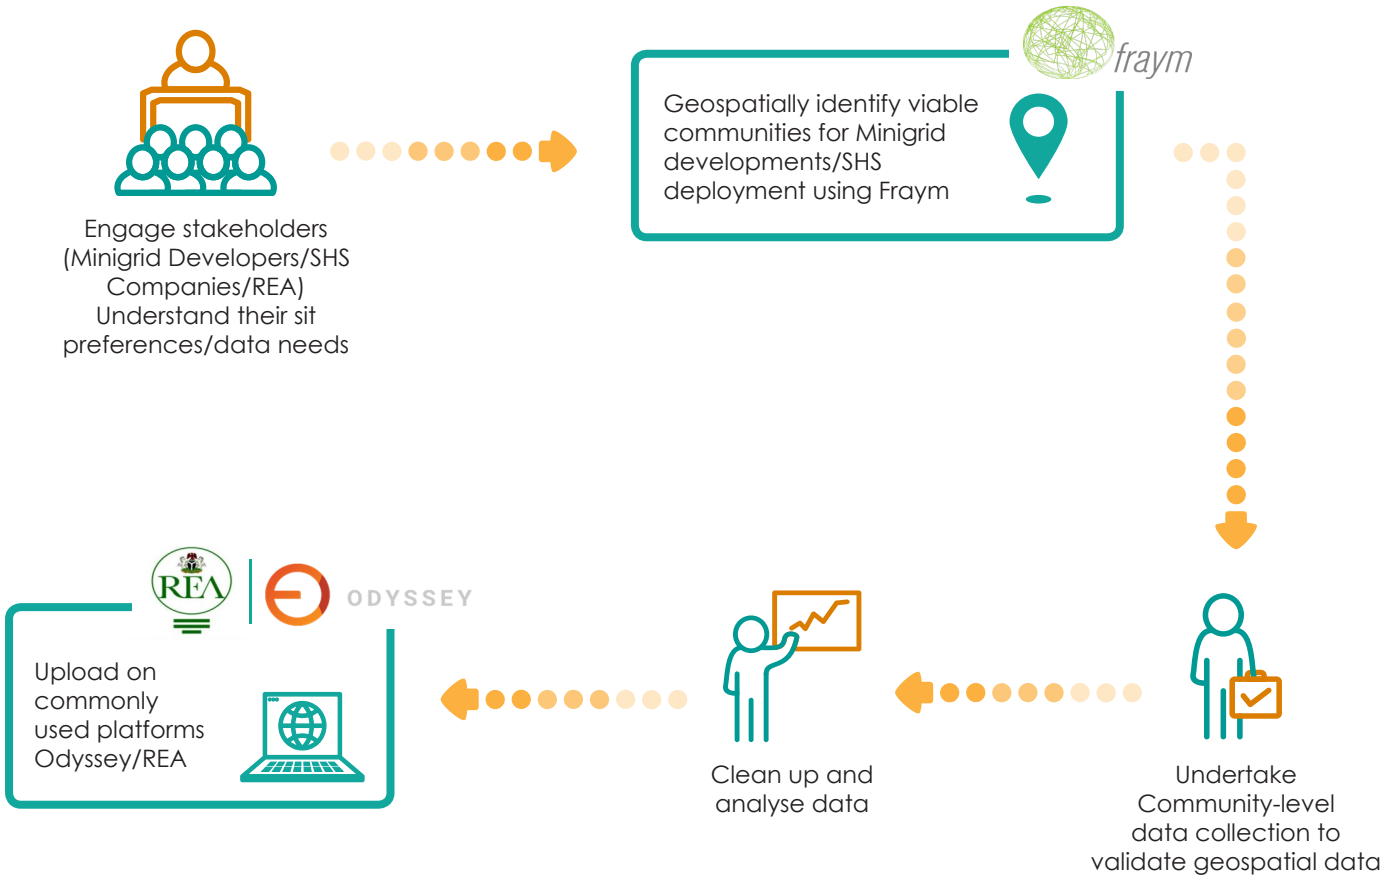 fraym
Geospatially identify viable
communities for Minigrid
developments/SHS
deployment using Fraym
Engage stakeholders
(Minigrid Developers/SHS
Companies/REA)
Understand their sit
preferences/data needs
Undertake
Community-level
data collection to
validate geospatial data
Clean up and
analyse data
REA
ODYSSEY
Upload on
commonly
used platforms
Odyssey/REA